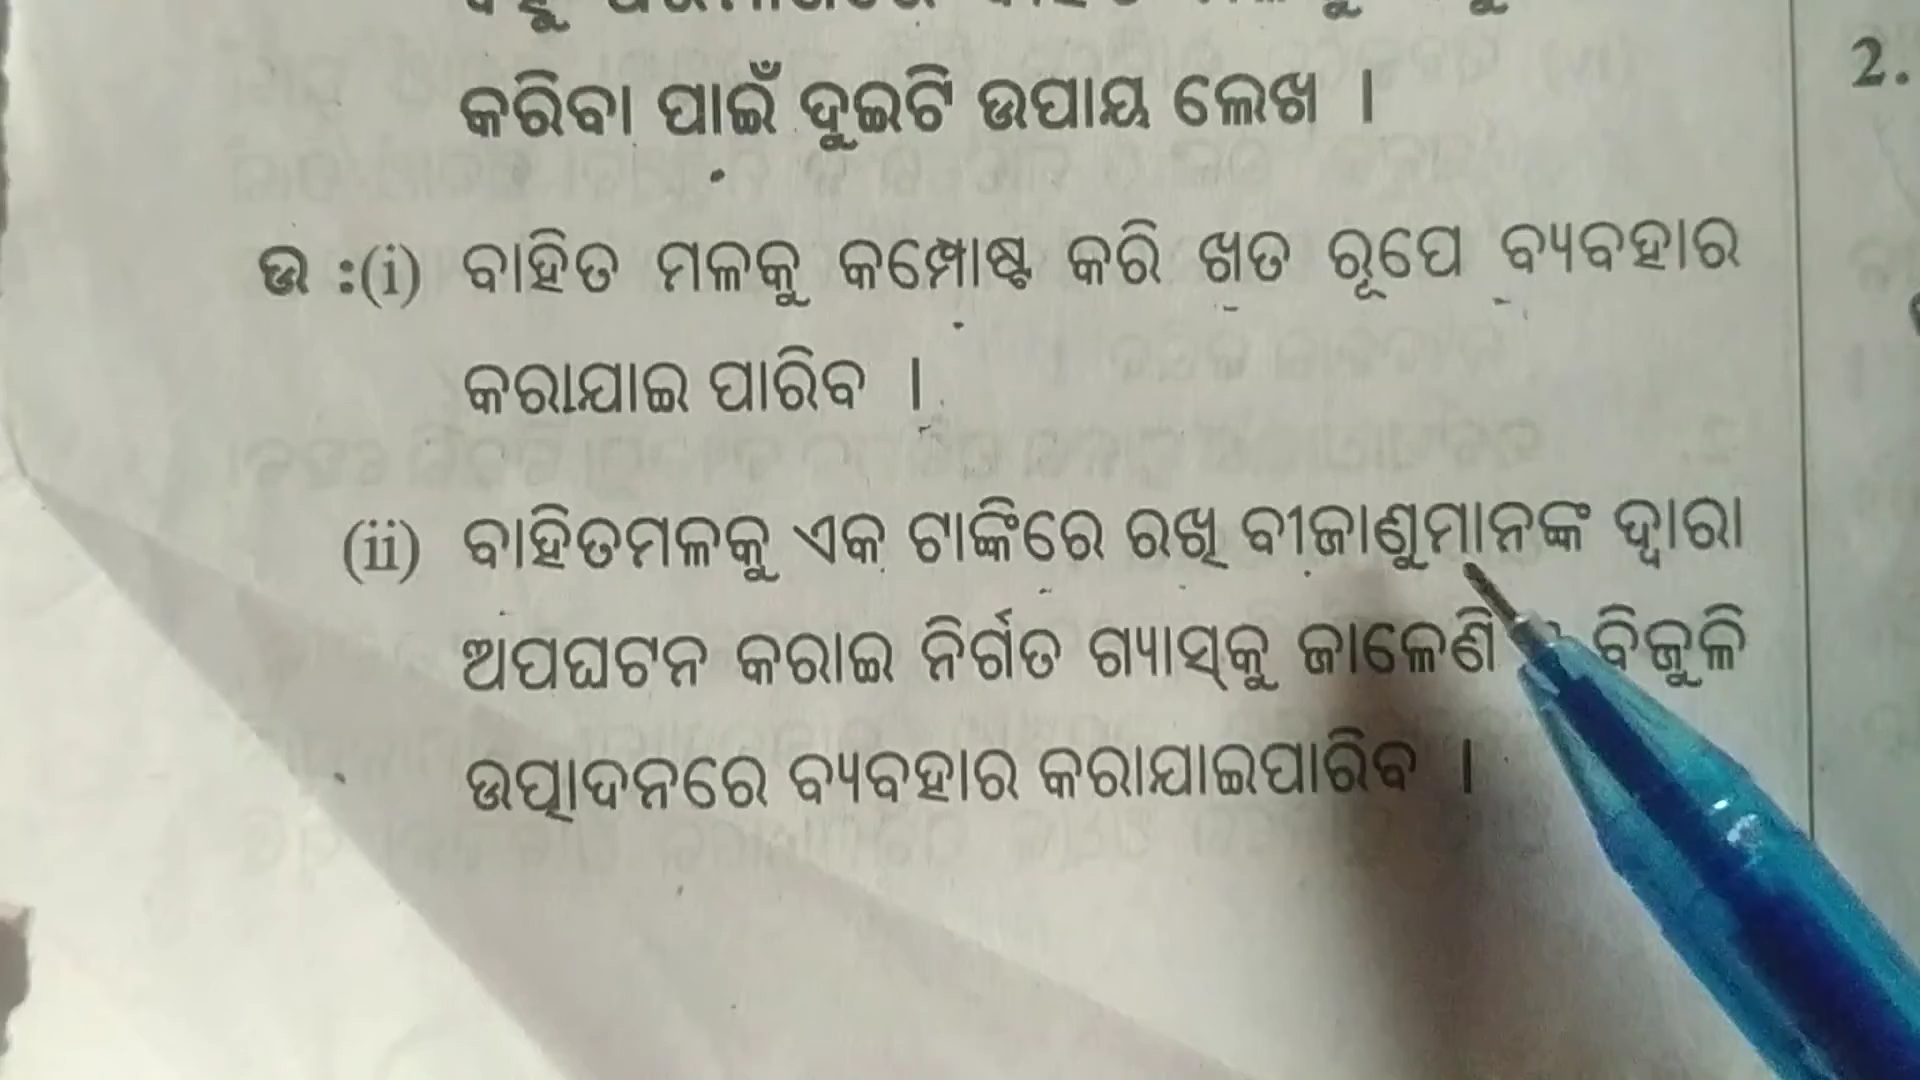 କରିବା ପାଇଁ ଦୁଇଟି ଉପାୟ ଲେଖ ।
2.
ଉ :(i) ବାହିତ ମଳକୁ କମ୍ପୋଷ୍ଟ କରି ଖତ ରୂପେ ବ୍ୟବହାର
କରାଯାଇ ପାରିବ ।
(ii) ବାହିତମଳକୁ ଏକ ଟାଙ୍କିରେ ରଖି ବୀଜାଣୁମାନଙ୍କ ଦ୍ୱାରା
ଅପଘଟନ କରାଇ ନିର୍ଗତ ଗ୍ୟାସ୍‌କୁ ଜାଳେଣି ବିଜୁଳି
ଉତ୍ପାଦନରେ ବ୍ୟବହାର କରାଯାଇପାରିବ ।